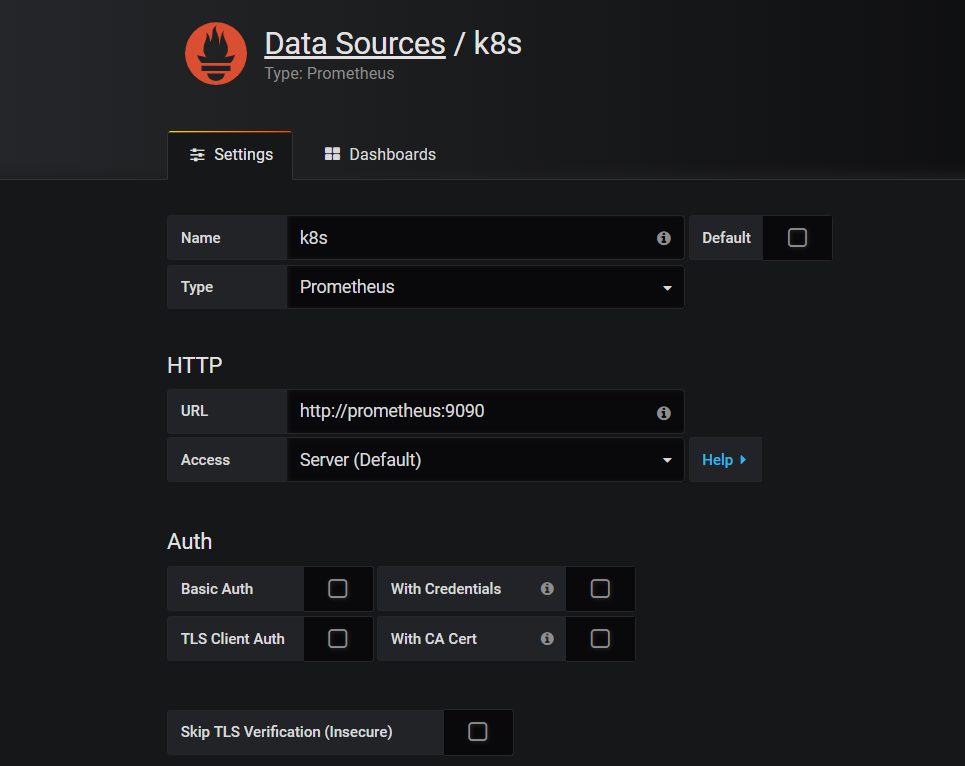 Data Sources / k8s
Type: Prometheus
Settings
Dashboards
Name
k8s
Default
Type
Prometheus
HTTP
URL
http://prometheus:9090
Access
Server (Default)
Help
Auth
Basic Auth
With Credentials
TLS Client Auth
With CA Cert
Skip TLS Verification (Insecure)